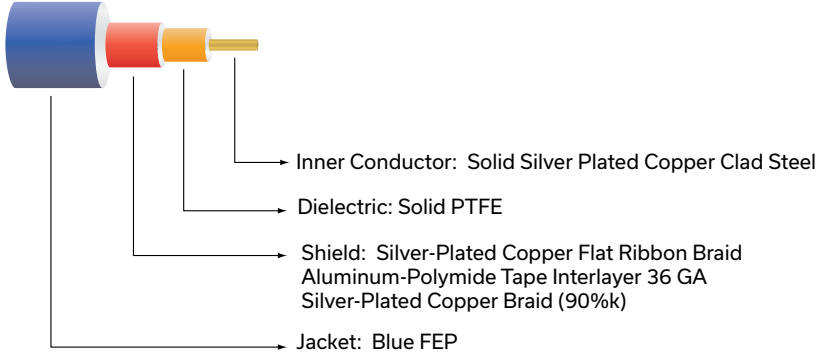 Inner Conductor: Solid Silver Plated Copper Clad Steel
Dielectric: Solid PTFE
Shield: Silver-Plated Copper Flat Ribbon Braid
Aluminum-Polymide Tape Interlayer 36 GA
Silver-Plated Copper Braid (90%k)
Jacket: Blue FEP